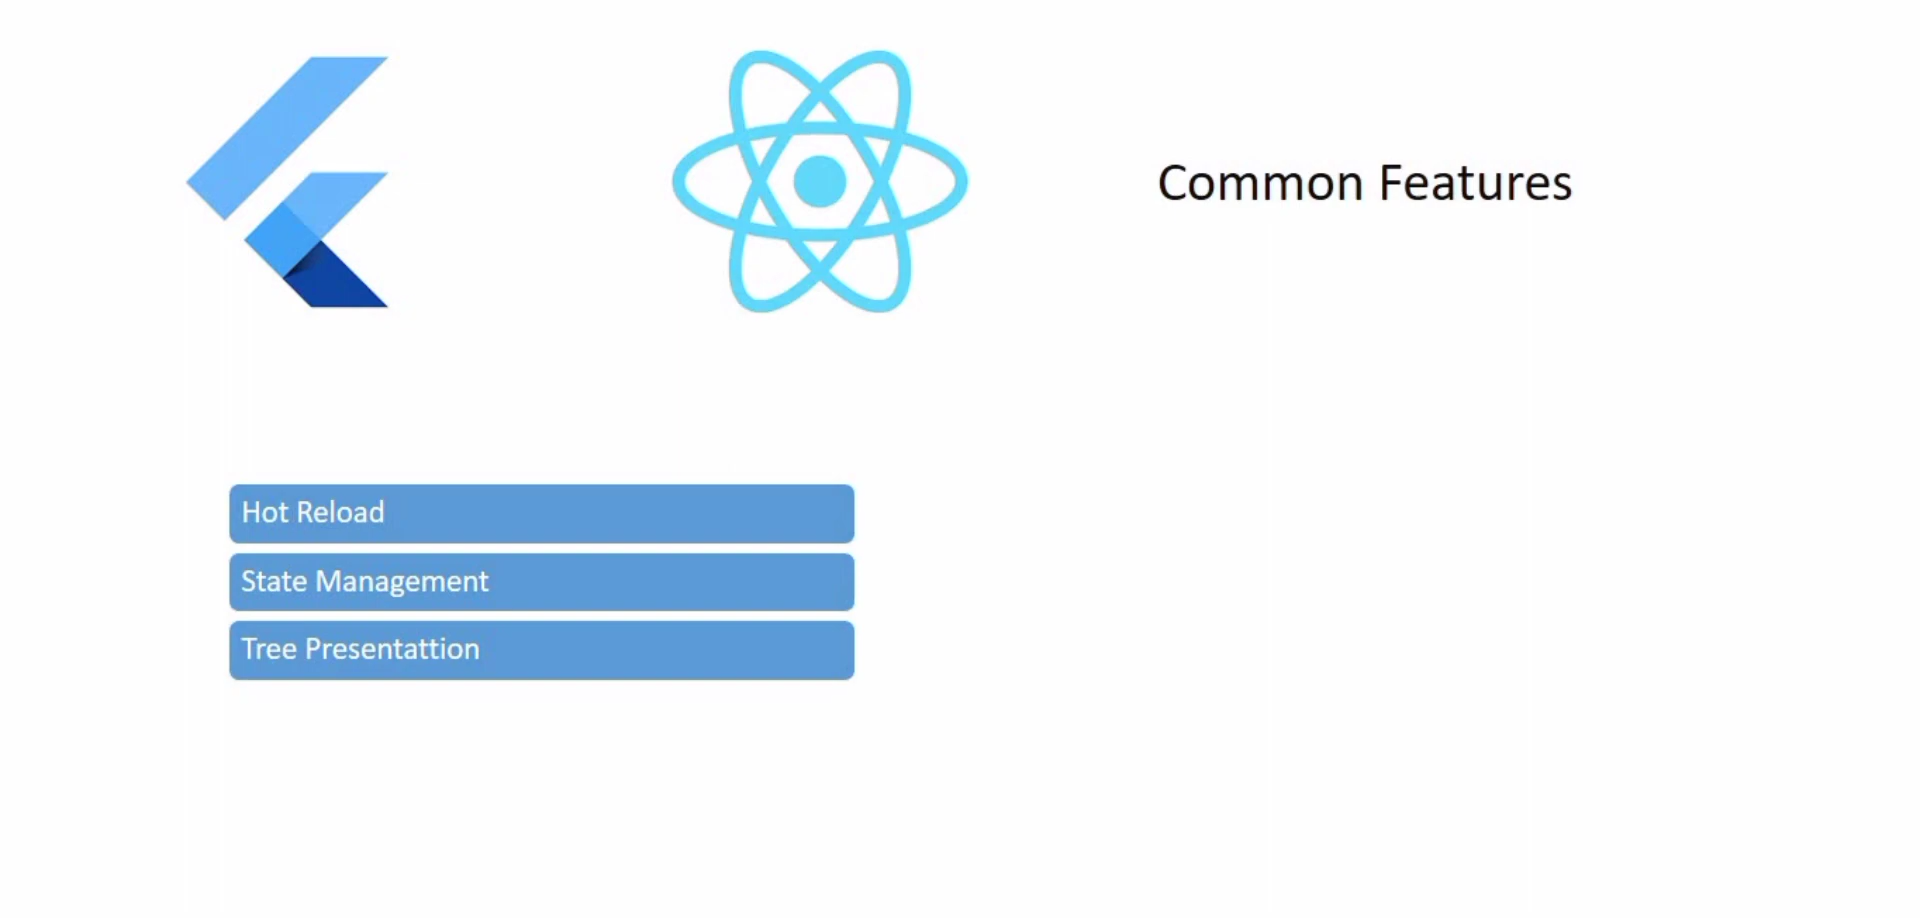 Common Features
Hot Reload
State Management
Tree Presentattion